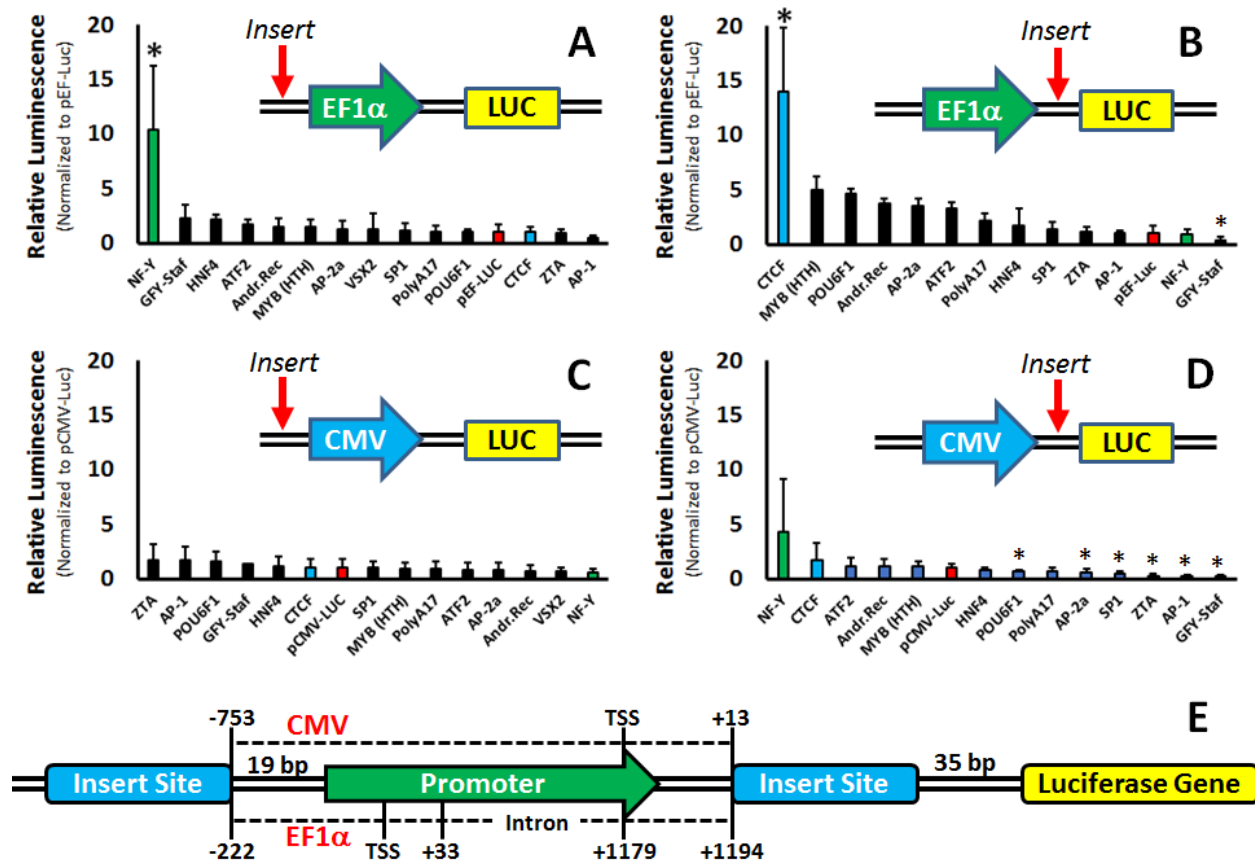 A
Relative Luminescence
(Normalized to pEF-Luc)
20
15
10
5
0
Insert
EF1α
LUC
*
NF-Y
GFY-Staf
HNF4
ATF2
Andr.Rec
MYB (HTH)
AP-2a
VSX2
SP1
PolyA17
POU6F1
pEF-LUC
CTCF
ZTA
AP-1
B
Relative Luminescence
(Normalized to pEF-Luc)
20
15
10
5
0
Insert
EF1α
LUC
*
*
CTCF
MYB (HTH)
POU6F1
Andr.Rec
AP-2a
ATF2
PolyA17
HNF4
SP1
ZTA
AP-1
pEF-Luc
NF-Y
GFY-Staf
C
Relative Luminescence
(Normalized to pCMV-Luc)
20
15
10
5
0
Insert
CMV
LUC
ZTA
AP-1
POU6F1
GFY-Staf
HNF4
CTCF
pCMV-LUC
SP1
MYB (HTH)
PolyA17
ATF2
AP-2a
Andr.Rec
VSX2
NF-Y
D
Relative Luminescence
(Normalized to pCMV-Luc)
20
15
10
5
0
Insert
CMV
LUC
* * * * * *
NF-Y
CTCF
ATF2
Andr.Rec
MYB (HTH)
pCMV-Luc
HNF4
POU6F1
PolyA17
AP-2a
SP1
ZTA
AP-1
GFY-Staf
E
-753
CMV
TSS
+13
Insert Site
19 bp
Promoter
Insert Site
35 bp
Luciferase Gene
EF1α
Intron
-222
TSS
+33
+1179
+1194